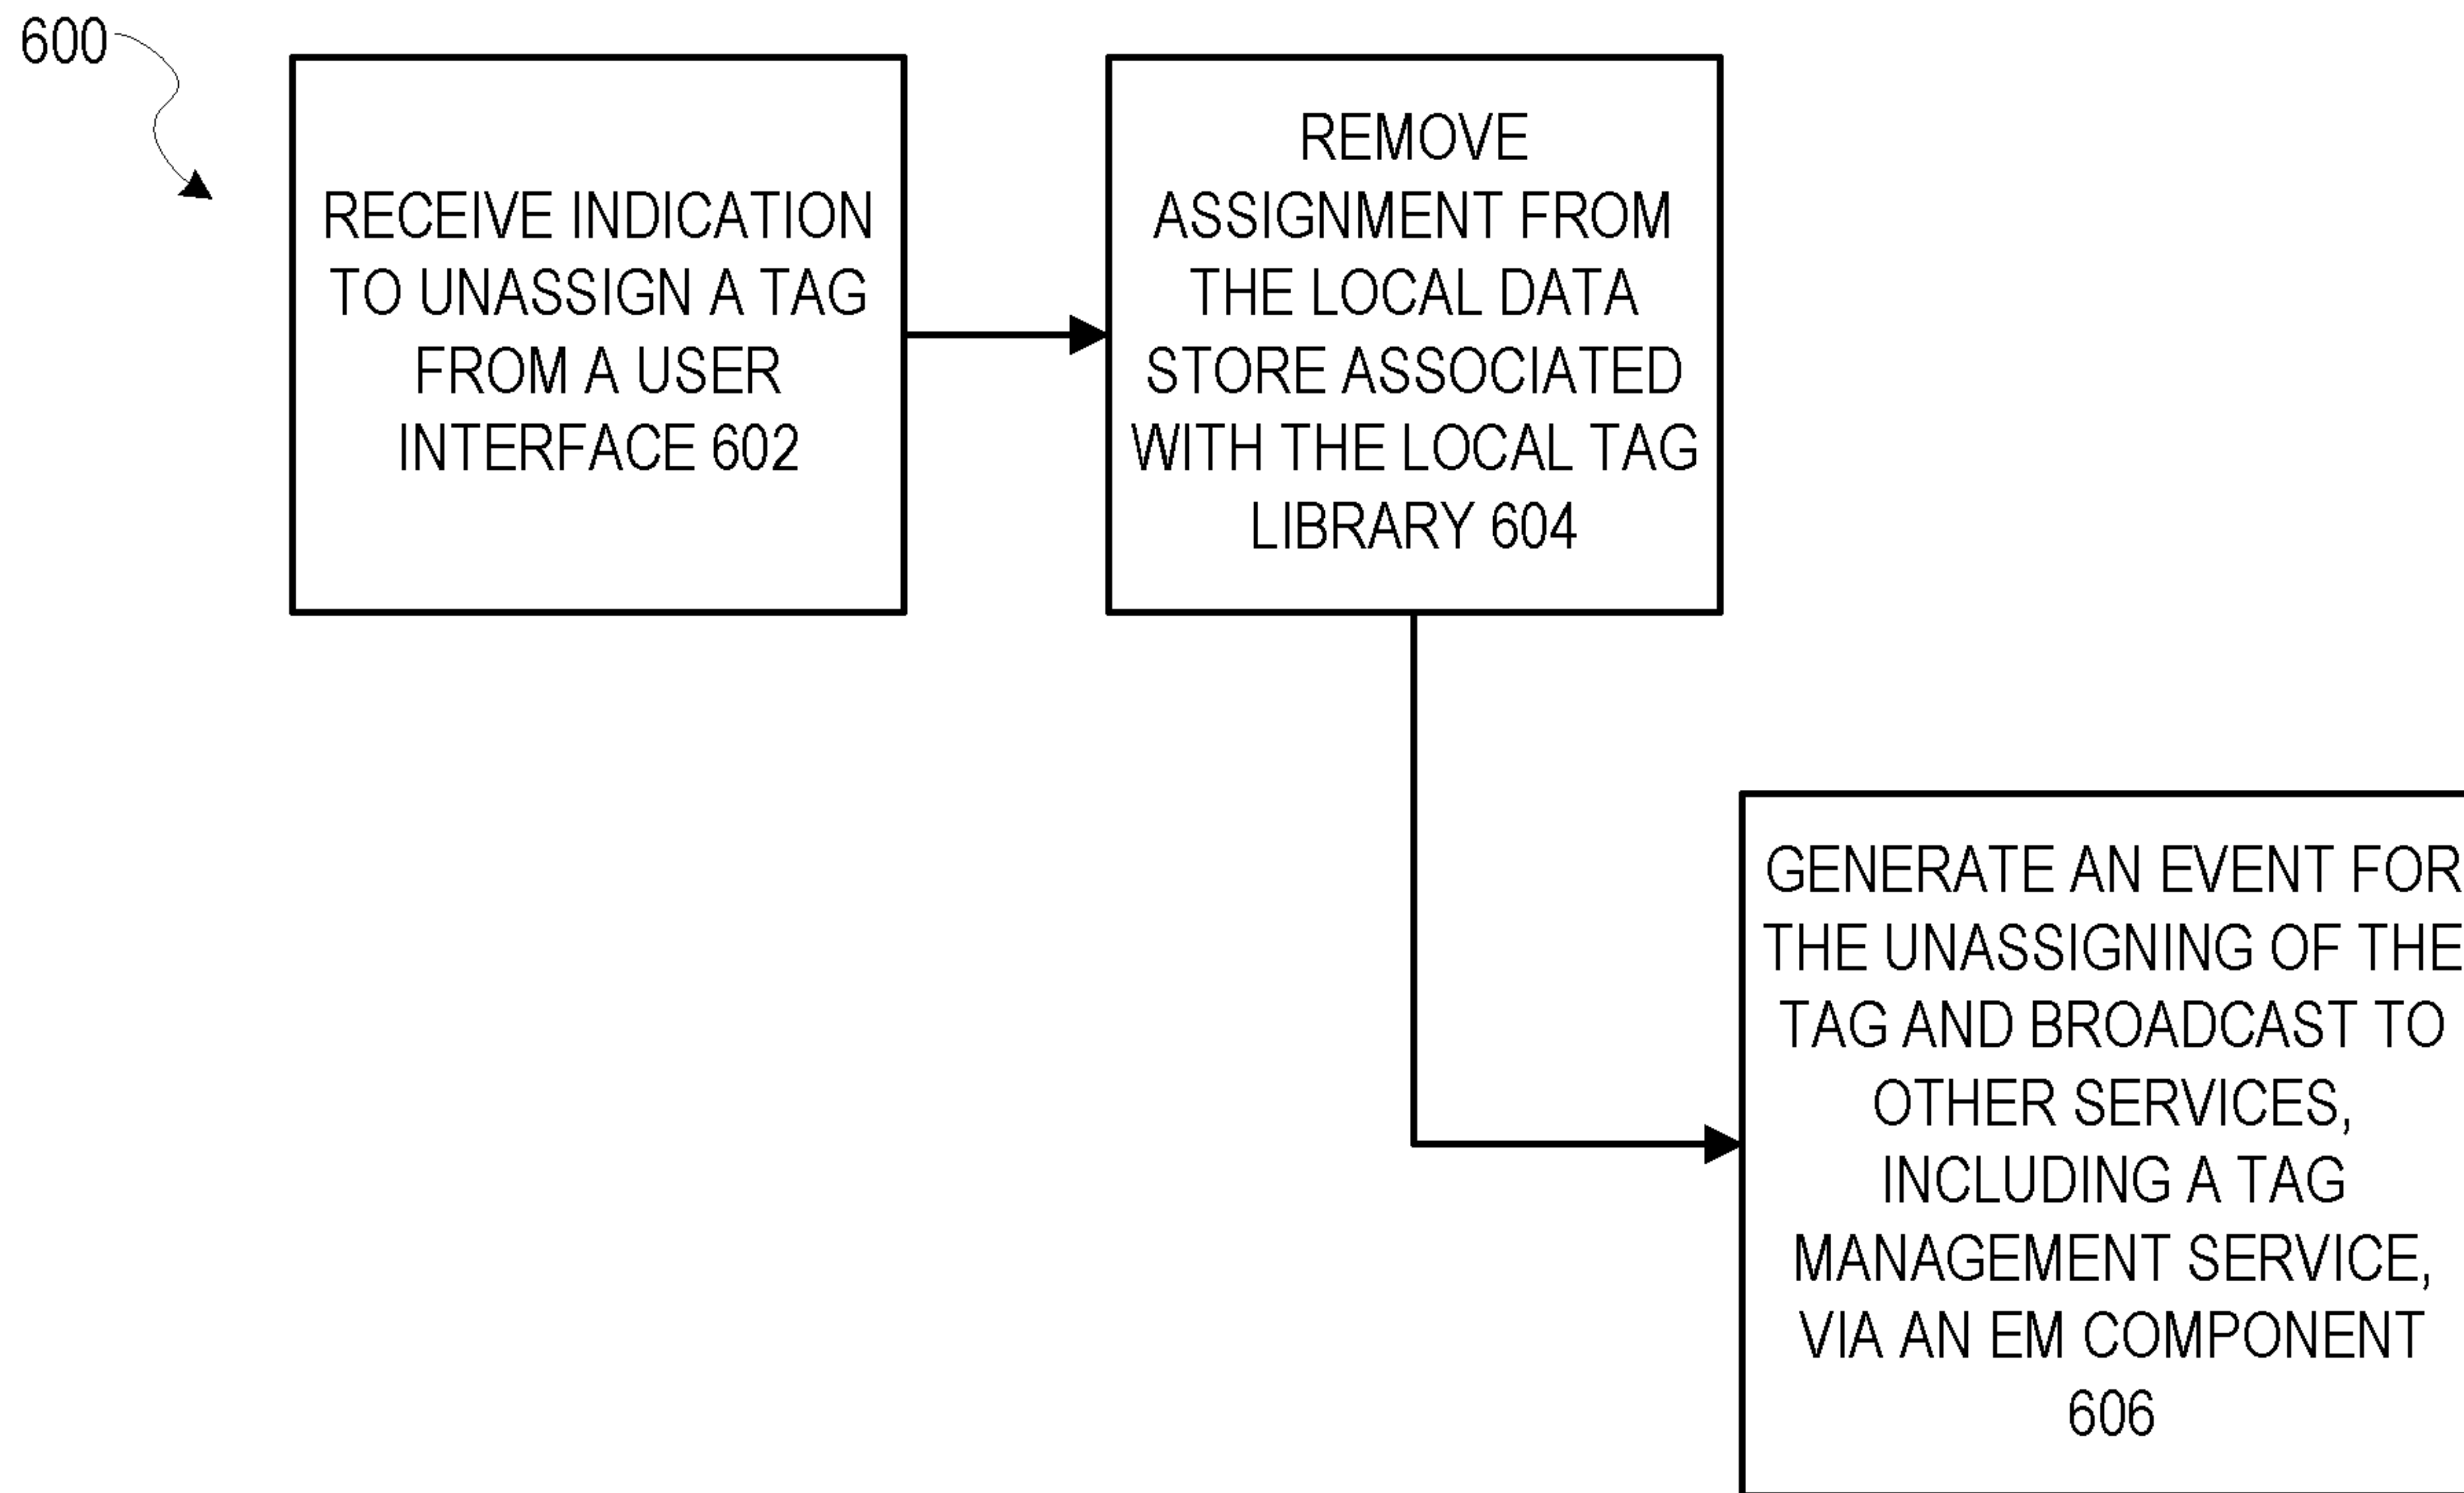 600
RECEIVE INDICATION
TO UNASSIGN A TAG
FROM A USER
INTERFACE 602
REMOVE
ASSIGNMENT FROM
THE LOCAL DATA
STORE ASSOCIATED
WITH THE LOCAL TAG
LIBRARY 604
GENERATE AN EVENT FOR
THE UNASSIGNING OF THE
TAG AND BROADCAST TO
OTHER SERVICES,
INCLUDING A TAG
MANAGEMENT SERVICE,
VIA AN EM COMPONENT
606